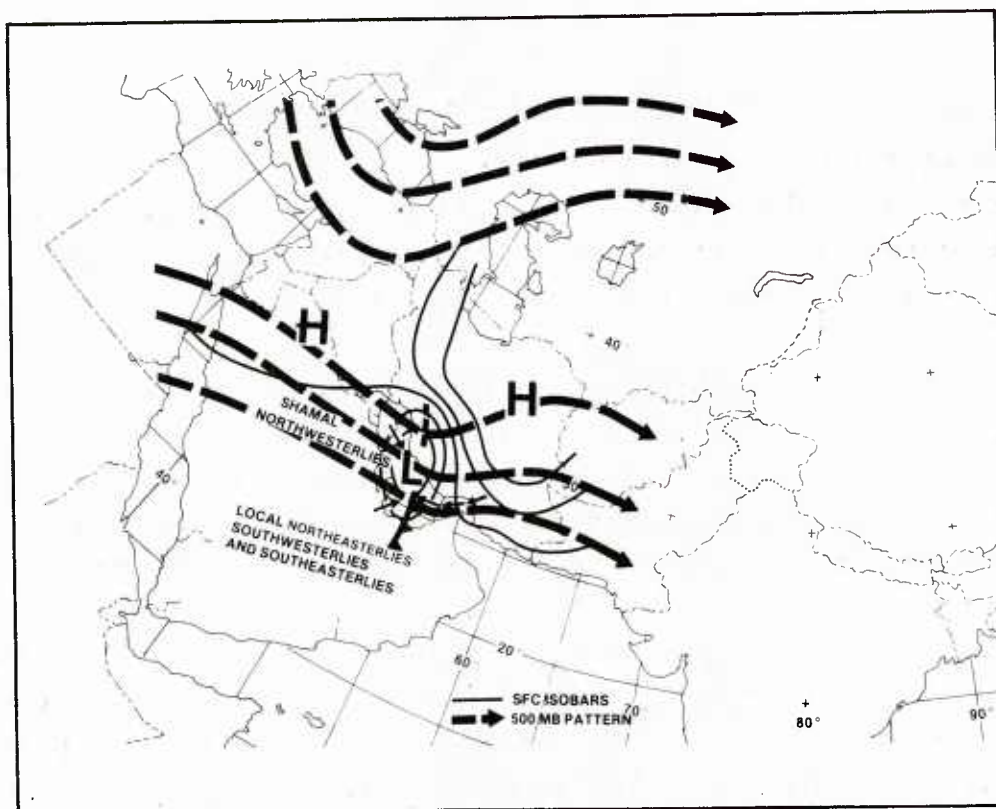 50
40
H
H
SHAMAL
NORTHWESTERLIES
L
30
40°
LOCAL NORTHEASTERLIES
SOUTHWESTERLIES
AND SOUTHEASTERLIES
20°
60
70
SFC ISOBARS
500 MB PATTERN
80°
90°